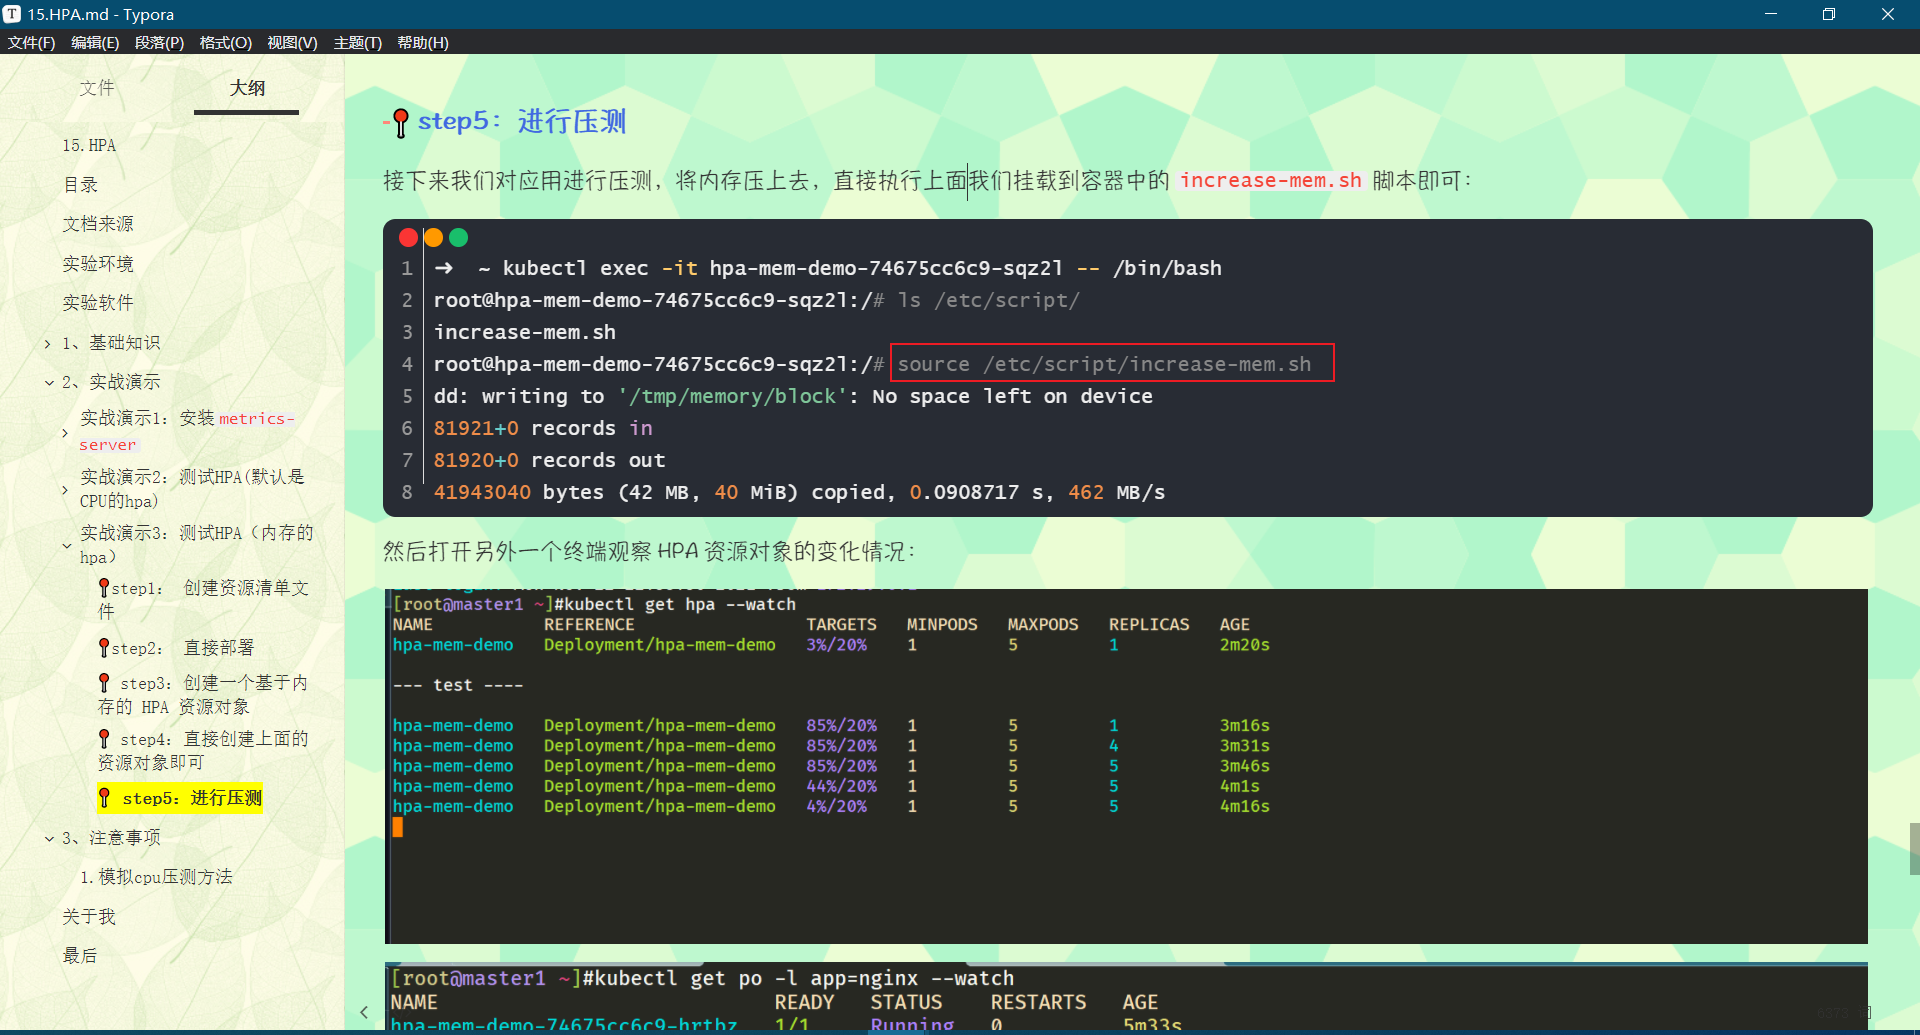 15.HPA.md - Typora
文件(F) 编辑(E) 段落(P) 格式(O) 视图(V) 主题(T) 帮助(H)
文件 大纲
15.HPA
目录
文档来源
实验环境
实验软件
1、基础知识
2、实战演示
实战演示1：安装metrics-
server
实战演示2：测试HPA(默认是
CPU的hpa)
实战演示3：测试HPA（内存的
hpa）
step1： 创建资源清单文
件
step2： 直接部署
step3：创建一个基于内
存的 HPA 资源对象
step4：直接创建上面的
资源对象即可
step5：进行压测
3、注意事项
1.模拟cpu压测方法
关于我
最后
- step5：进行压测
接下来我们对应用进行压测，将内存压上去，直接执行上面我们挂载到容器中的 increase-mem.sh 脚本即可：
1 ➜  ~ kubectl exec -it hpa-mem-demo-74675cc6c9-sqz2l -- /bin/bash
2 root@hpa-mem-demo-74675cc6c9-sqz2l:/# ls /etc/script/
3 increase-mem.sh
4 root@hpa-mem-demo-74675cc6c9-sqz2l:/# source /etc/script/increase-mem.sh
5 dd: writing to '/tmp/memory/block': No space left on device
6 81921+0 records in
7 81920+0 records out
8 41943040 bytes (42 MB, 40 MiB) copied, 0.0908717 s, 462 MB/s
然后打开另外一个终端观察 HPA 资源对象的变化情况：
[root@master1 ~]#kubectl get hpa --watch
NAME REFERENCE TARGETS MINPODS MAXPODS REPLICAS AGE
hpa-mem-demo Deployment/hpa-mem-demo 3%/20% 1 5 1 2m20s
--- test ----
hpa-mem-demo Deployment/hpa-mem-demo 85%/20% 1 5 1 3m16s
hpa-mem-demo Deployment/hpa-mem-demo 85%/20% 1 5 4 3m31s
hpa-mem-demo Deployment/hpa-mem-demo 85%/20% 1 5 5 3m46s
hpa-mem-demo Deployment/hpa-mem-demo 44%/20% 1 5 5 4m1s
hpa-mem-demo Deployment/hpa-mem-demo 4%/20% 1 5 5 4m16s
[root@master1 ~]#kubectl get po -l app=nginx --watch
NAME READY STATUS RESTARTS AGE
hpa-mem-demo-74675cc6c9-hrtbz 1/1 Running 0 5m33s